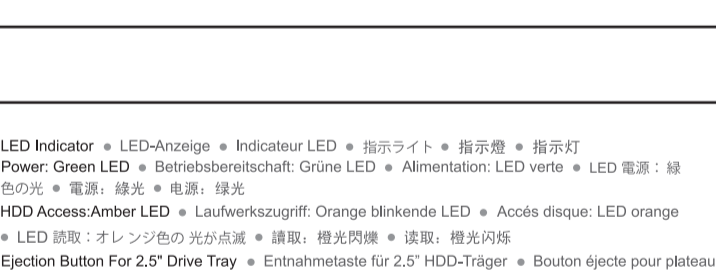 LED Indicator ● LED-Anzeige ● Indicateur LED ● 指示ライト ● 指示燈 ● 指示灯
Power: Green LED ● Betriebsbereitschaft: Grüne LED ● Alimentation: LED verte ● LED 電源：緑
色の光 ● 電源：綠光 ● 电源：绿光
HDD Access:Amber LED ● Laufwerkszugriff: Orange blinkende LED ● Accés disque: LED orange
● LED 読取：オレンジ色の 光が点滅 ● 讀取：橙光閃爍 ● 读取：橙光闪烁
Ejection Button For 2.5" Drive Tray ● Entnahmetaste für 2.5” HDD-Träger ● Bouton éjecte pour plateau